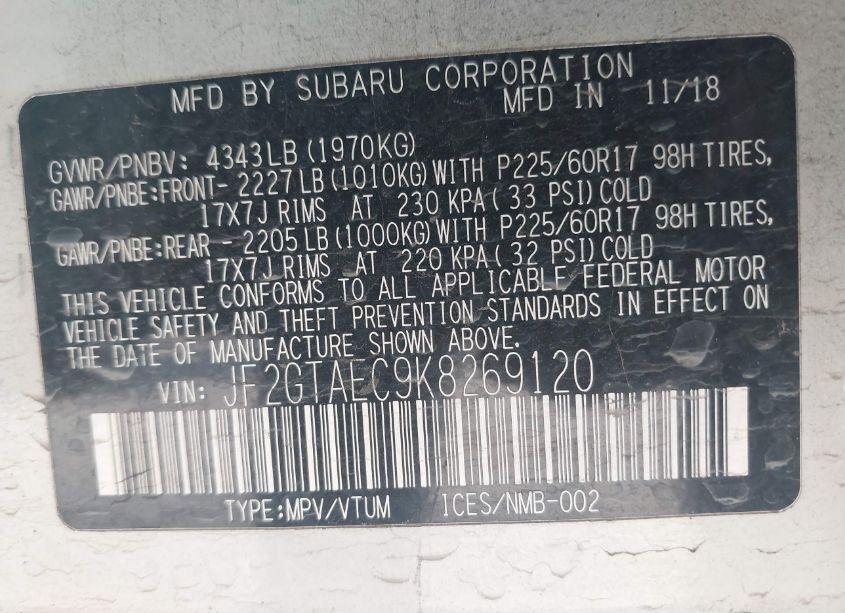 MFD BY SUBARU CORPORATION
MFD IN 11/18
GVWR/PNBV: 4343LB (1970KG)
GAWR/PNBE:FRONT- 2227LB (1010KG) WITH P225/60R17 98H TIRES,
17X7J RIMS AT 230 KPA( 33 PSI) COLD
GAWR/PNBE:REAR - 2205LB (1000KG) WITH P225/60R17 98H TIRES,
17X7J RIMS AT 220 KPA( 32 PSI) COLD
THIS VEHICLE CONFORMS TO ALL APPLICABLE FEDERAL MOTOR
VEHICLE SAFETY AND THEFT PREVENTION STANDARDS IN EFFECT ON
THE DATE OF MANUFACTURE SHOWN ABOVE.
VIN: JF2GTAEC9K8269120
TYPE:MPV/VTUM ICES/NMB-002